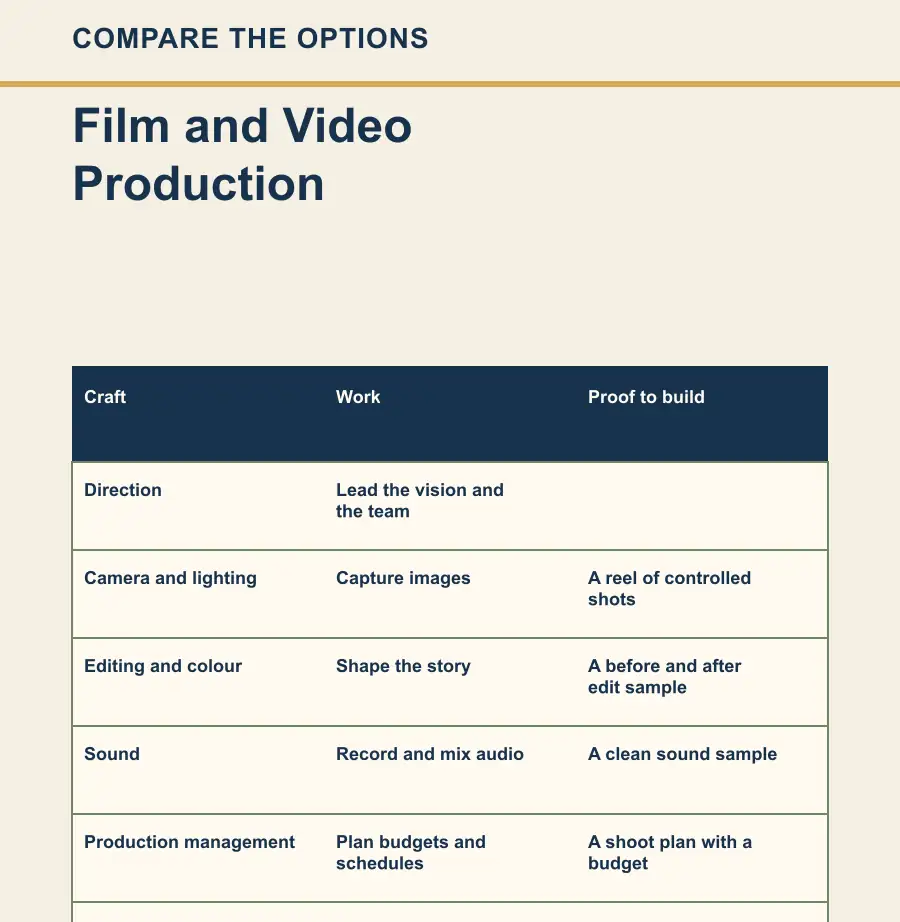 COMPARE THE OPTIONS
Film and Video
Production
Craft Work Proof to build
Direction Lead the vision and
the team
Camera and lighting Capture images A reel of controlled
shots
Editing and colour Shape the story A before and after
edit sample
Sound Record and mix audio A clean sound sample
Production management Plan budgets and A shoot plan with a
schedules budget